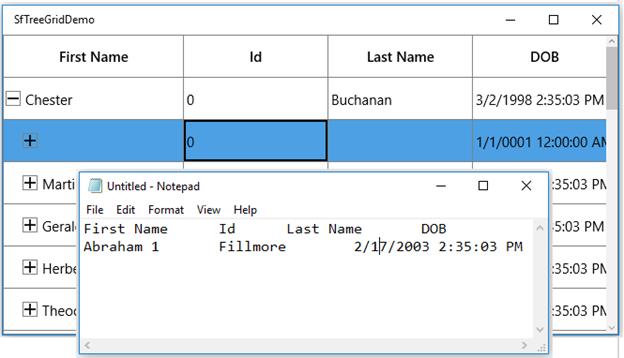 SfTreeGridDemo
First Name Id Last Name DOB
Chester 0 Buchanan 3/2/1998 2:35:03 PM
0 1/1/0001 12:00:00 AM
Marti :35:03 PM
Untitled - Notepad
File Edit Format View Help
First Name Id Last Name DOB
Abraham 1 Fillmore 2/17/2003 2:35:03 PM
Geral :35:03 PM
Herbe :35:03 PM
Theod :35:03 PM